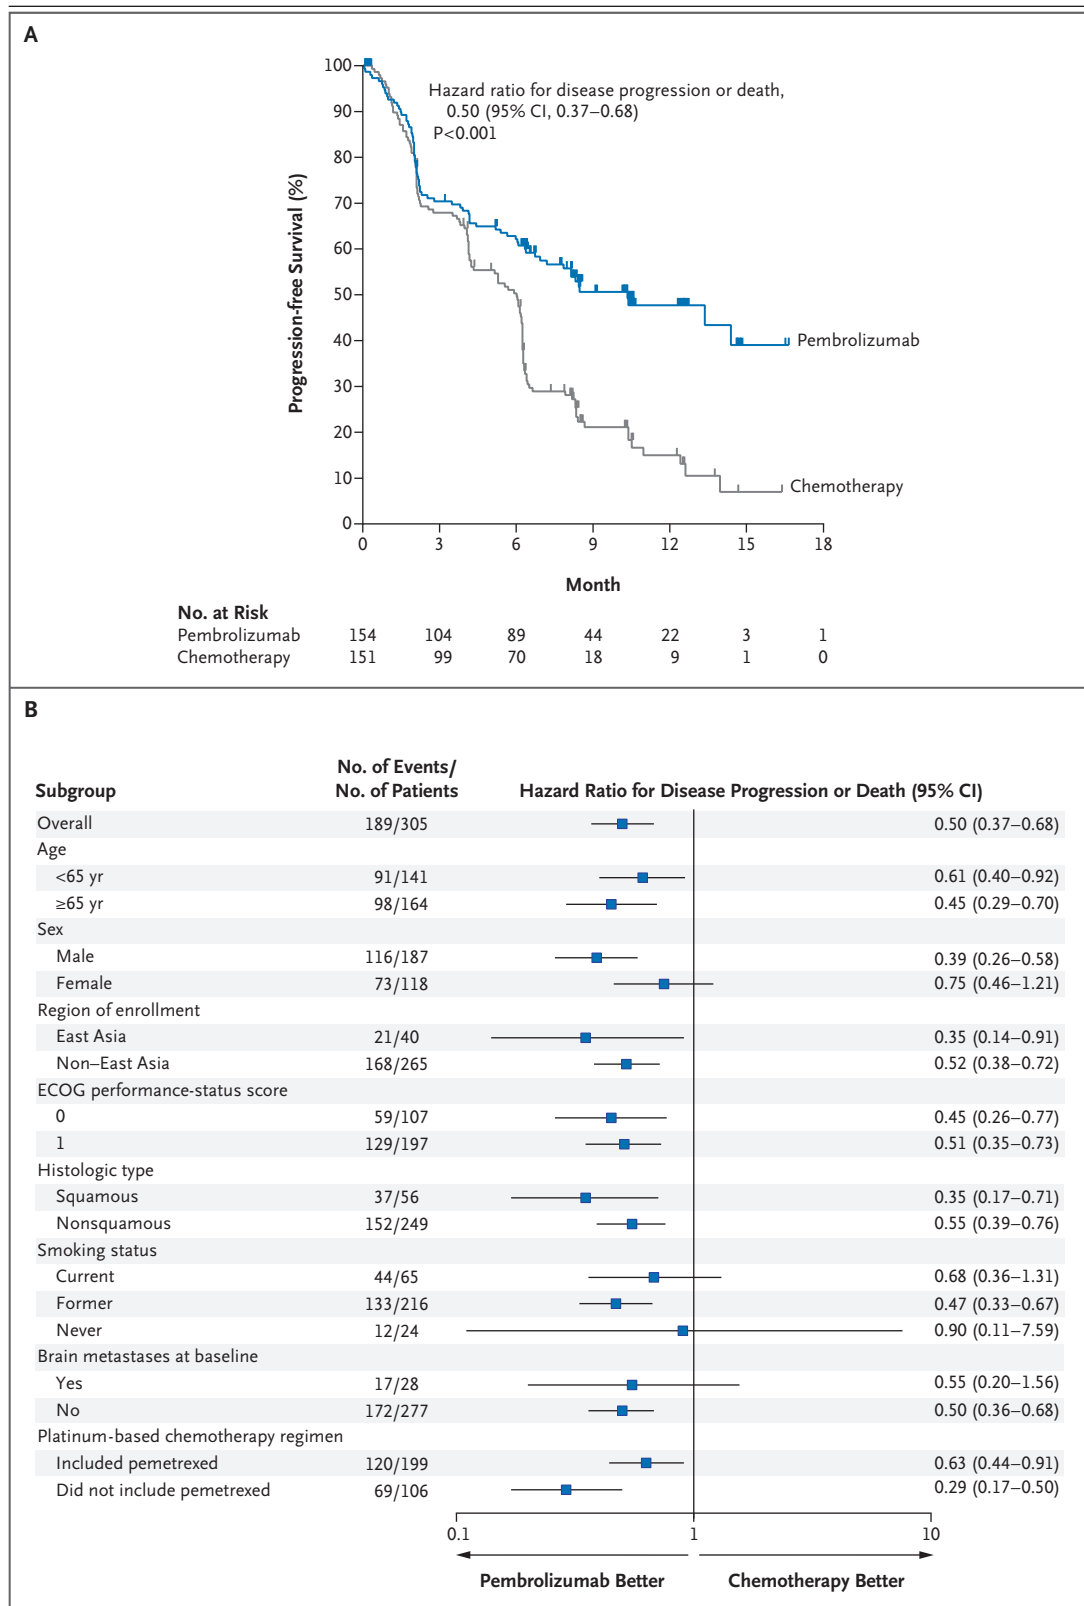 A
Hazard ratio for disease progression or death,
0.50 (95% CI, 0.37–0.68)
P<0.001
Progression-free Survival (%)
100
90
80
70
60
50
40
30
20
10
0
Pembrolizumab
Chemotherapy
0 3 6 9 12 15 18
Month
No. at Risk
Pembrolizumab 154 104 89 44 22 3 1
Chemotherapy 151 99 70 18 9 1 0
B
Subgroup No. of Events/ No. of Patients Hazard Ratio for Disease Progression or Death (95% CI)
Overall 189/305 0.50 (0.37–0.68)
Age
<65 yr 91/141 0.61 (0.40–0.92)
≥65 yr 98/164 0.45 (0.29–0.70)
Sex
Male 116/187 0.39 (0.26–0.58)
Female 73/118 0.75 (0.46–1.21)
Region of enrollment
East Asia 21/40 0.35 (0.14–0.91)
Non–East Asia 168/265 0.52 (0.38–0.72)
ECOG performance-status score
0 59/107 0.45 (0.26–0.77)
1 129/197 0.51 (0.35–0.73)
Histologic type
Squamous 37/56 0.35 (0.17–0.71)
Nonsquamous 152/249 0.55 (0.39–0.76)
Smoking status
Current 44/65 0.68 (0.36–1.31)
Former 133/216 0.47 (0.33–0.67)
Never 12/24 0.90 (0.11–7.59)
Brain metastases at baseline
Yes 17/28 0.55 (0.20–1.56)
No 172/277 0.50 (0.36–0.68)
Platinum-based chemotherapy regimen
Included pemetrexed 120/199 0.63 (0.44–0.91)
Did not include pemetrexed 69/106 0.29 (0.17–0.50)
0.1 1 10
Pembrolizumab Better Chemotherapy Better